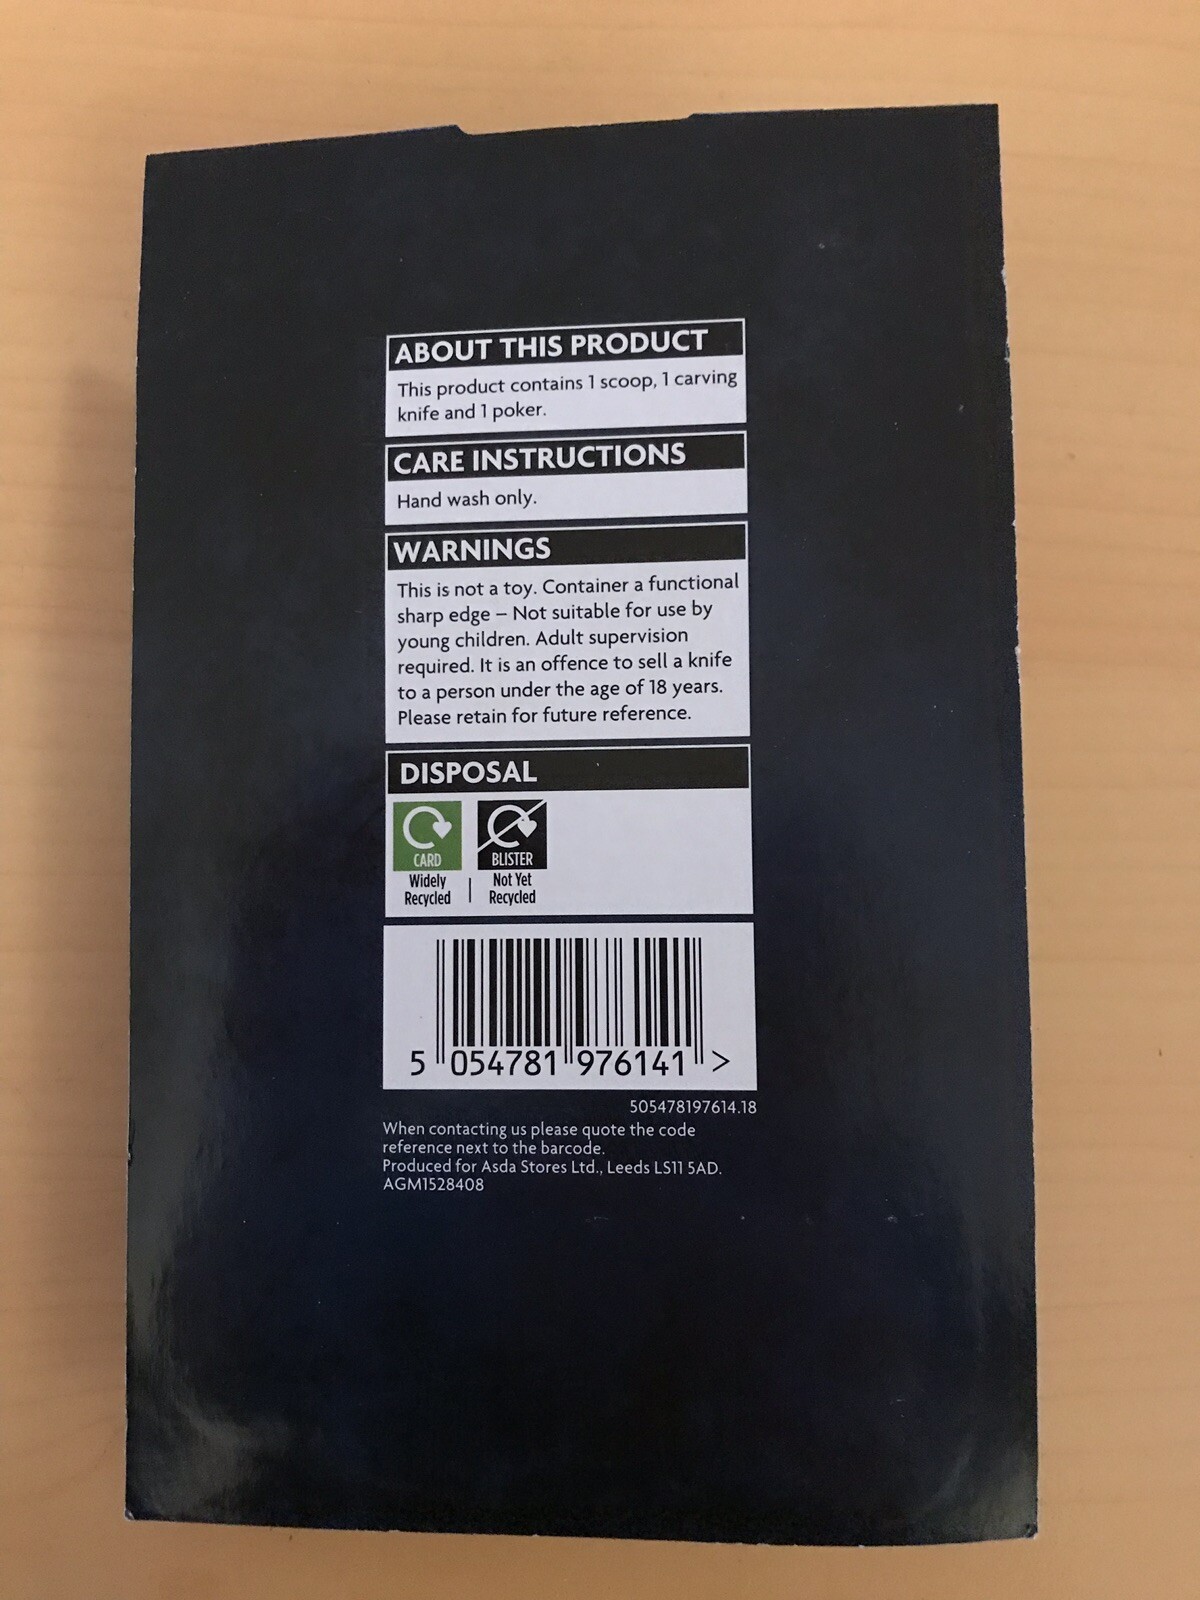 ABOUT THIS PRODUCT
This product contains 1 scoop, 1 carving
knife and 1 poker.
CARE INSTRUCTIONS
Hand wash only.
WARNINGS
This is not a toy. Container a functional
sharp edge – Not suitable for use by
young children. Adult supervision
required. It is an offence to sell a knife
to a person under the age of 18 years.
Please retain for future reference.
DISPOSAL
CARD
Widely
Recycled
BLISTER
Not Yet
Recycled
5 054781 976141 >
505478197614.18
When contacting us please quote the code
reference next to the barcode.
Produced for Asda Stores Ltd., Leeds LS11 5AD.
AGM1528408